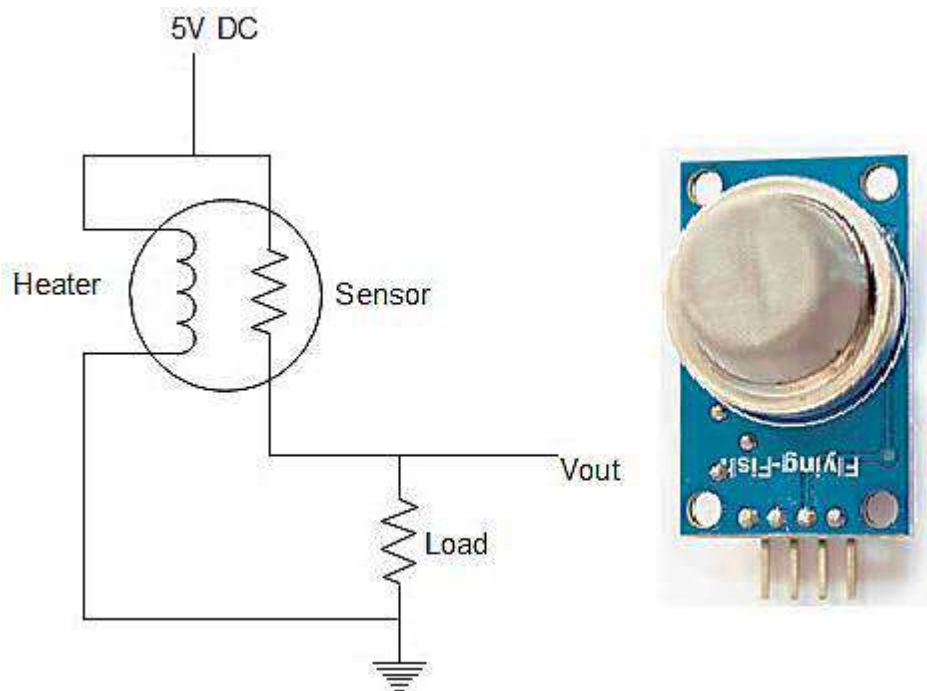 5V DC
Heater
Sensor
Vout
Load
Flying-Fish